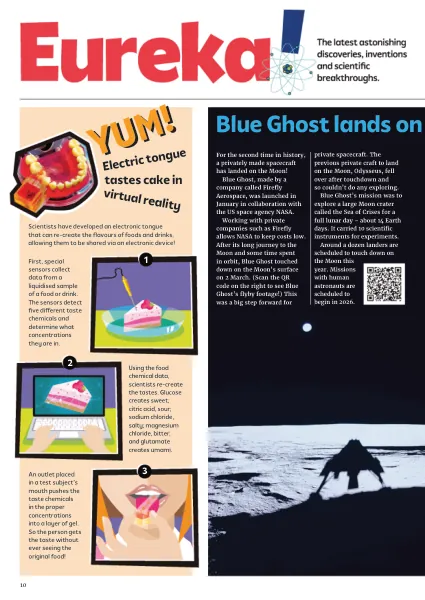 Eureka!
The latest astonishing
discoveries, inventions
and scientific
breakthroughs.
YUM!
Electric tongue
tastes cake in
virtual reality
Scientists have developed an electronic tongue
that can re-create the flavours of foods and drinks,
allowing them to be shared via an electronic device!
First, special
sensors collect
data from a
liquidised sample
of a food or drink.
The sensors detect
five different taste
chemicals and
determine what
concentrations
they are in.
1
2
Using the food
chemical data,
scientists re-create
the tastes. Glucose
creates sweet;
citric acid, sour;
sodium chloride,
salty; magnesium
chloride, bitter;
and glutamate
creates umami.
An outlet placed
in a test subject's
mouth pushes the
taste chemicals
in the proper
concentrations
into a layer of gel.
So the person gets
the taste without
ever seeing the
original food!
3
Blue Ghost lands on
For the second time in history,
a privately made spacecraft
has landed on the Moon!
Blue Ghost, made by a
company called Firefly
Aerospace, was launched in
January in collaboration with
the US space agency NASA.
Working with private
companies such as Firefly
allows NASA to keep costs low.
After its long journey to the
Moon and some time spent
in orbit, Blue Ghost touched
down on the Moon's surface
on 2 March. (Scan the QR
code on the right to see Blue
Ghost's flyby footage!) This
was a big step forward for
private spacecraft. The
previous private craft to land
on the Moon, Odysseus, fell
over after touchdown and
so couldn't do any exploring.
Blue Ghost's mission was to
explore a large Moon crater
called the Sea of Crises for a
full lunar day – about 14 Earth
days. It carried 10 scientific
instruments for experiments.
Around a dozen landers are
scheduled to touch down on
the Moon this
year. Missions
with human
astronauts are
scheduled to
begin in 2026.
10